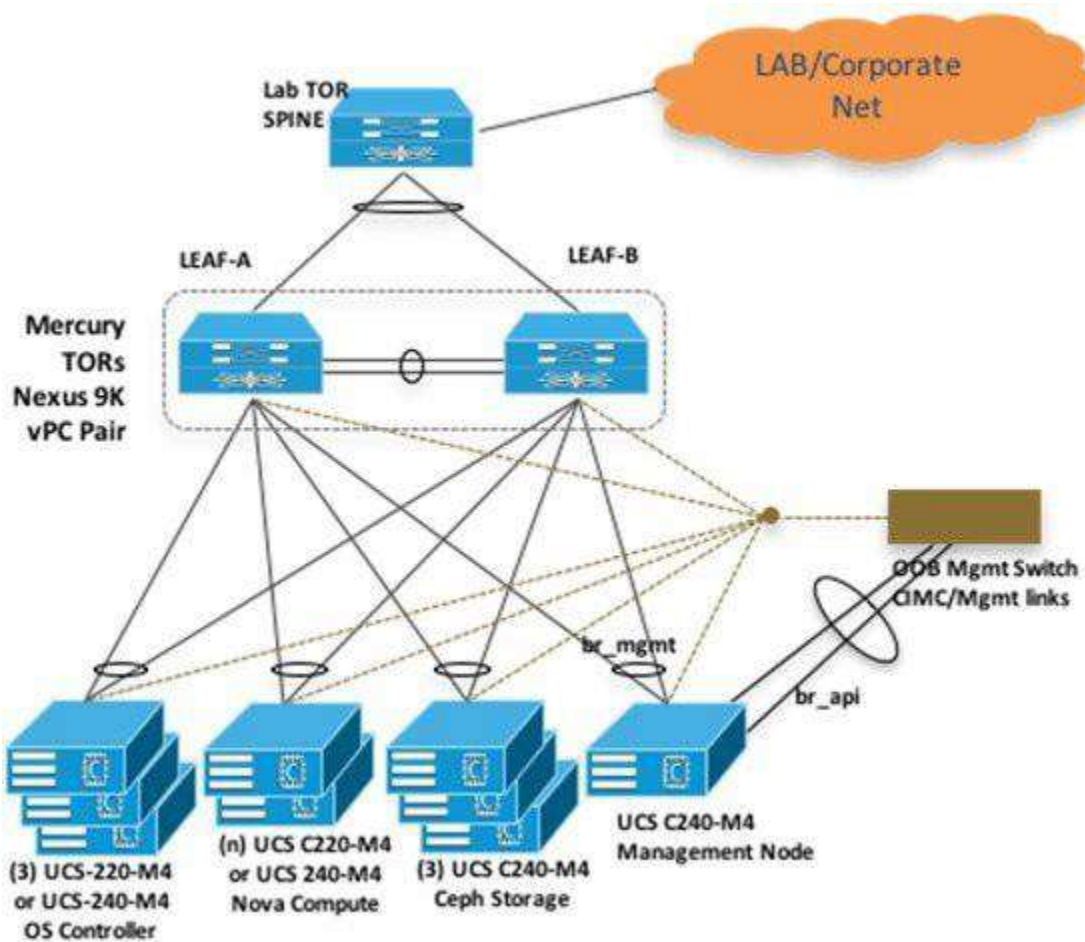 LAB/Corporate
Net
Lab TOR
SPINE
LEAF-A
LEAF-B
Mercury
TORs
Nexus 9K
vPC Pair
OOB Mgmt Switch
CIMC/Mgmt links
br_mgmt
br_api
(3) UCS-220-M4
or UCS-240-M4
OS Controller
(n) UCS C220-M4
or UCS 240-M4
Nova Compute
(3) UCS C240-M4
Ceph Storage
UCS C240-M4
Management Node